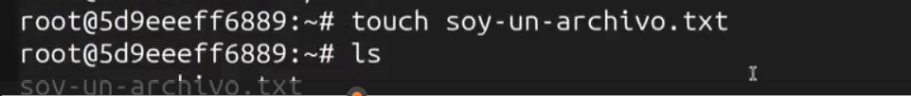 root@5d9eeeff6889:~# touch soy-un-archivo.txt
root@5d9eeeff6889:~# ls
soy-un-archivo.txt